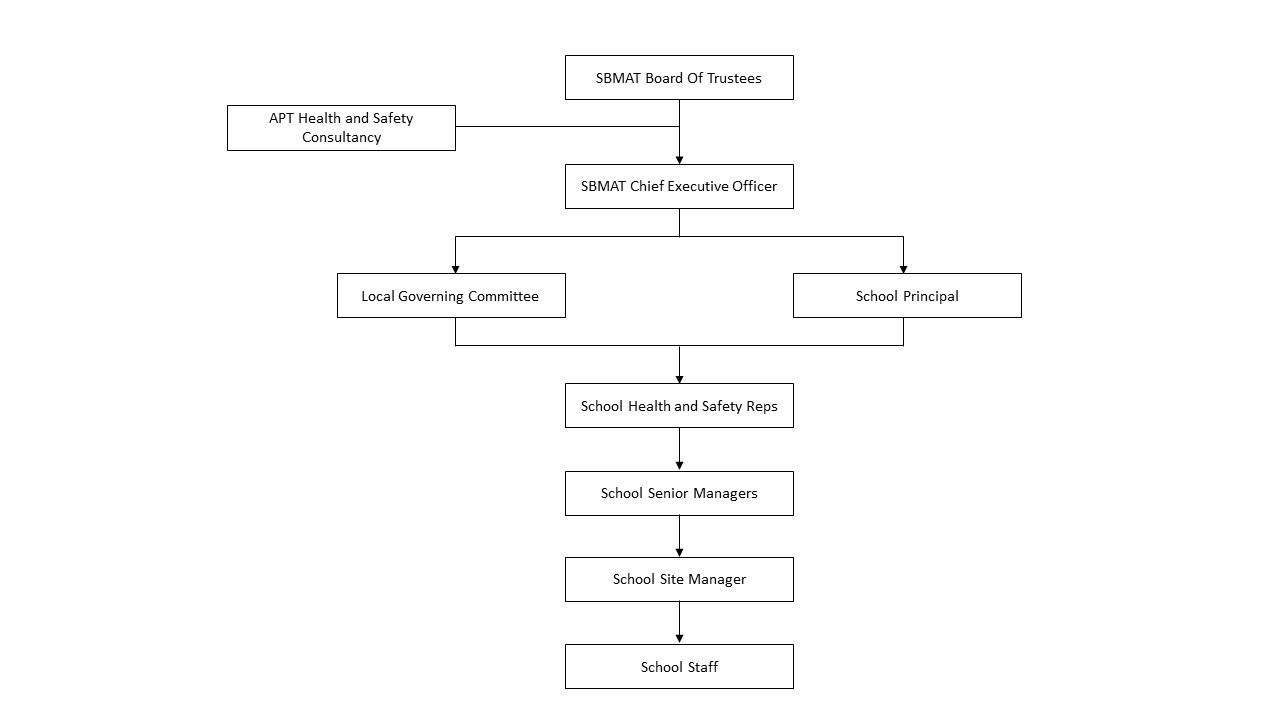 SBMAT Board Of Trustees
APT Health and Safety
Consultancy
SBMAT Chief Executive Officer
Local Governing Committee
School Principal
School Health and Safety Reps
School Senior Managers
School Site Manager
School Staff